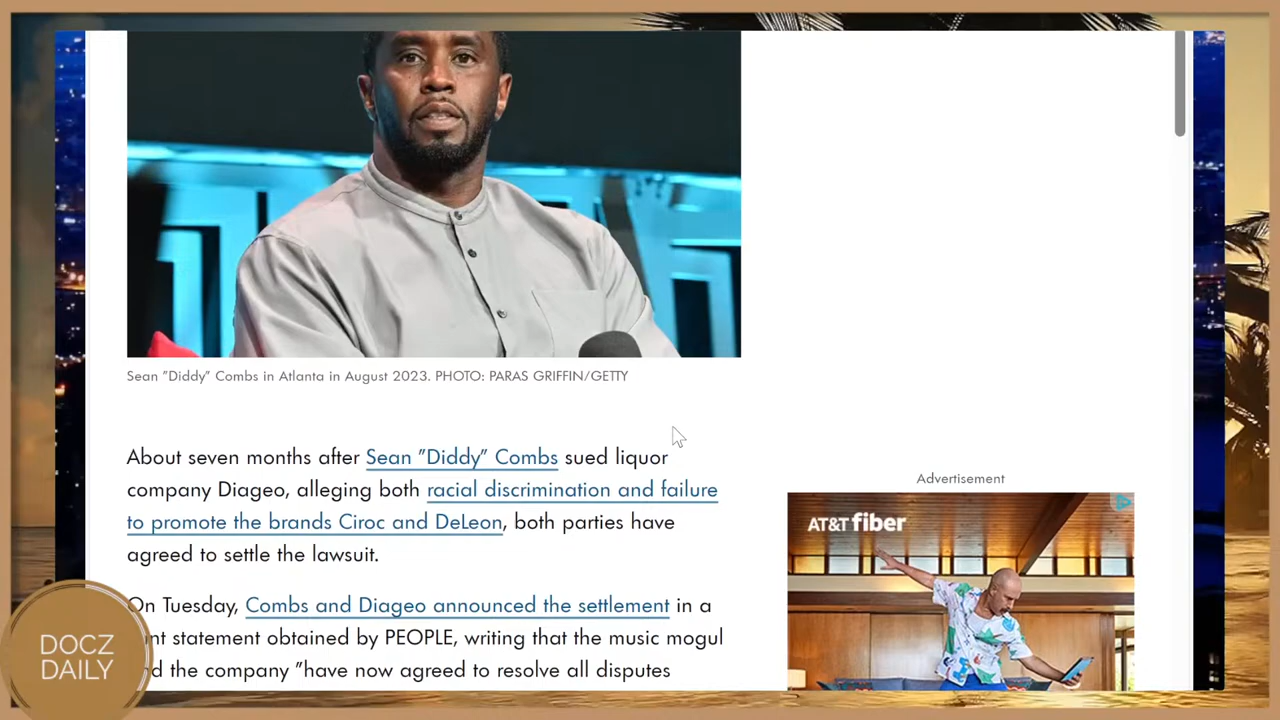 Sean "Diddy" Combs in Atlanta in August 2023. PHOTO: PARAS GRIFFIN/GETTY
About seven months after Sean "Diddy" Combs sued liquor
company Diageo, alleging both racial discrimination and failure
to promote the brands Ciroc and DeLeon, both parties have
agreed to settle the lawsuit.
On Tuesday, Combs and Diageo announced the settlement in a
statement obtained by PEOPLE, writing that the music mogul
the company "have now agreed to resolve all disputes
Advertisement
AT&T fiber
DOCZ
DAILY